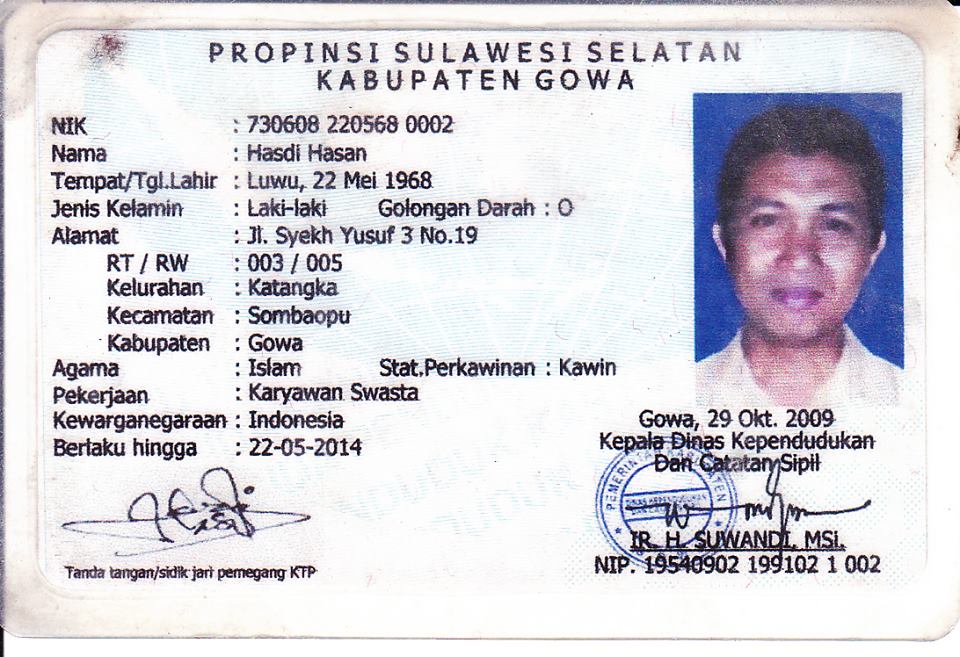 PROPINSI SULAWESI SELATAN
KABUPATEN GOWA
NIK : 730608 220568 0002
Nama : Hasdi Hasan
Tempat/Tgl.Lahir : Luwu, 22 Mei 1968
Jenis Kelamin : Laki-laki Golongan Darah : O
Alamat : Jl. Syekh Yusuf 3 No.19
RT / RW : 003 / 005
Kelurahan : Katangka
Kecamatan : Sombaopu
Kabupaten : Gowa
Agama : Islam Stat.Perkawinan : Kawin
Pekerjaan : Karyawan Swasta
Kewarganegaraan : Indonesia
Berlaku hingga : 22-05-2014
Gowa, 29 Okt. 2009
Kepala Dinas Kependudukan
Dan Catatan Sipil
IR. H. SUWANDI, MSi.
NIP. 19540902 199102 1 002
Tanda tangan/sidik jari pemegang KTP